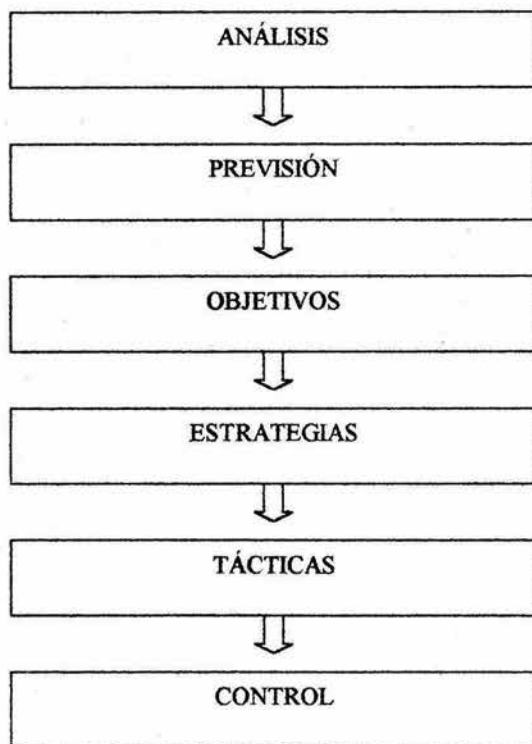 ANÁLISIS
PREVISIÓN
OBJETIVOS
ESTRATEGIAS
TÁCTICAS
CONTROL